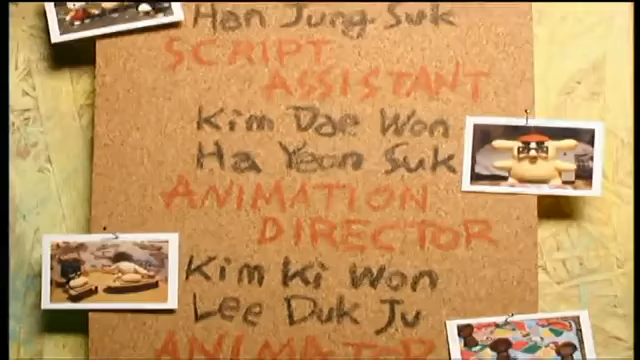 Han Jung Suk
SCRIPT
ASSISTANT
Kim Dae Won
Ha Yeon Suk
ANIMATION
DIRECTOR
Kim Ki Won
Lee Duk Ju
ANIMATOR